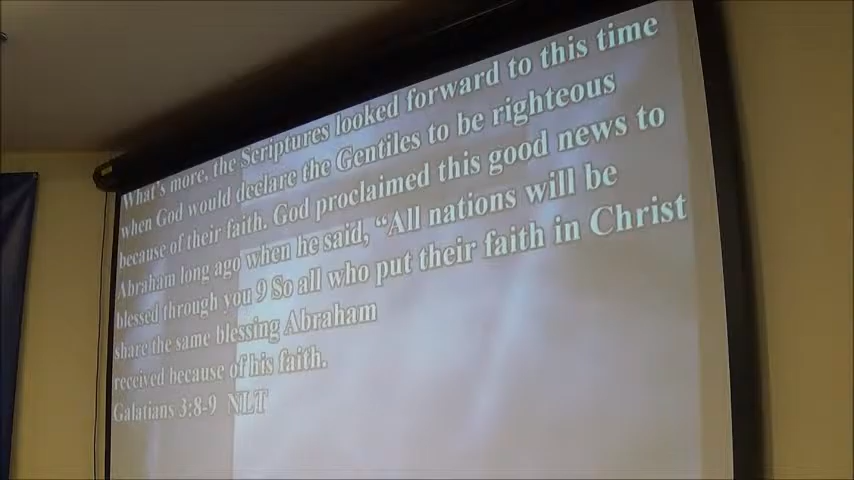 What's more, the Scriptures looked forward to this time
when God would declare the Gentiles to be righteous
because of their faith. God proclaimed this good news to
Abraham long ago when he said, “All nations will be
blessed through you 9 So all who put their faith in Christ
share the same blessing Abraham
received because of his faith.
Galatians 3:8-9 NLT